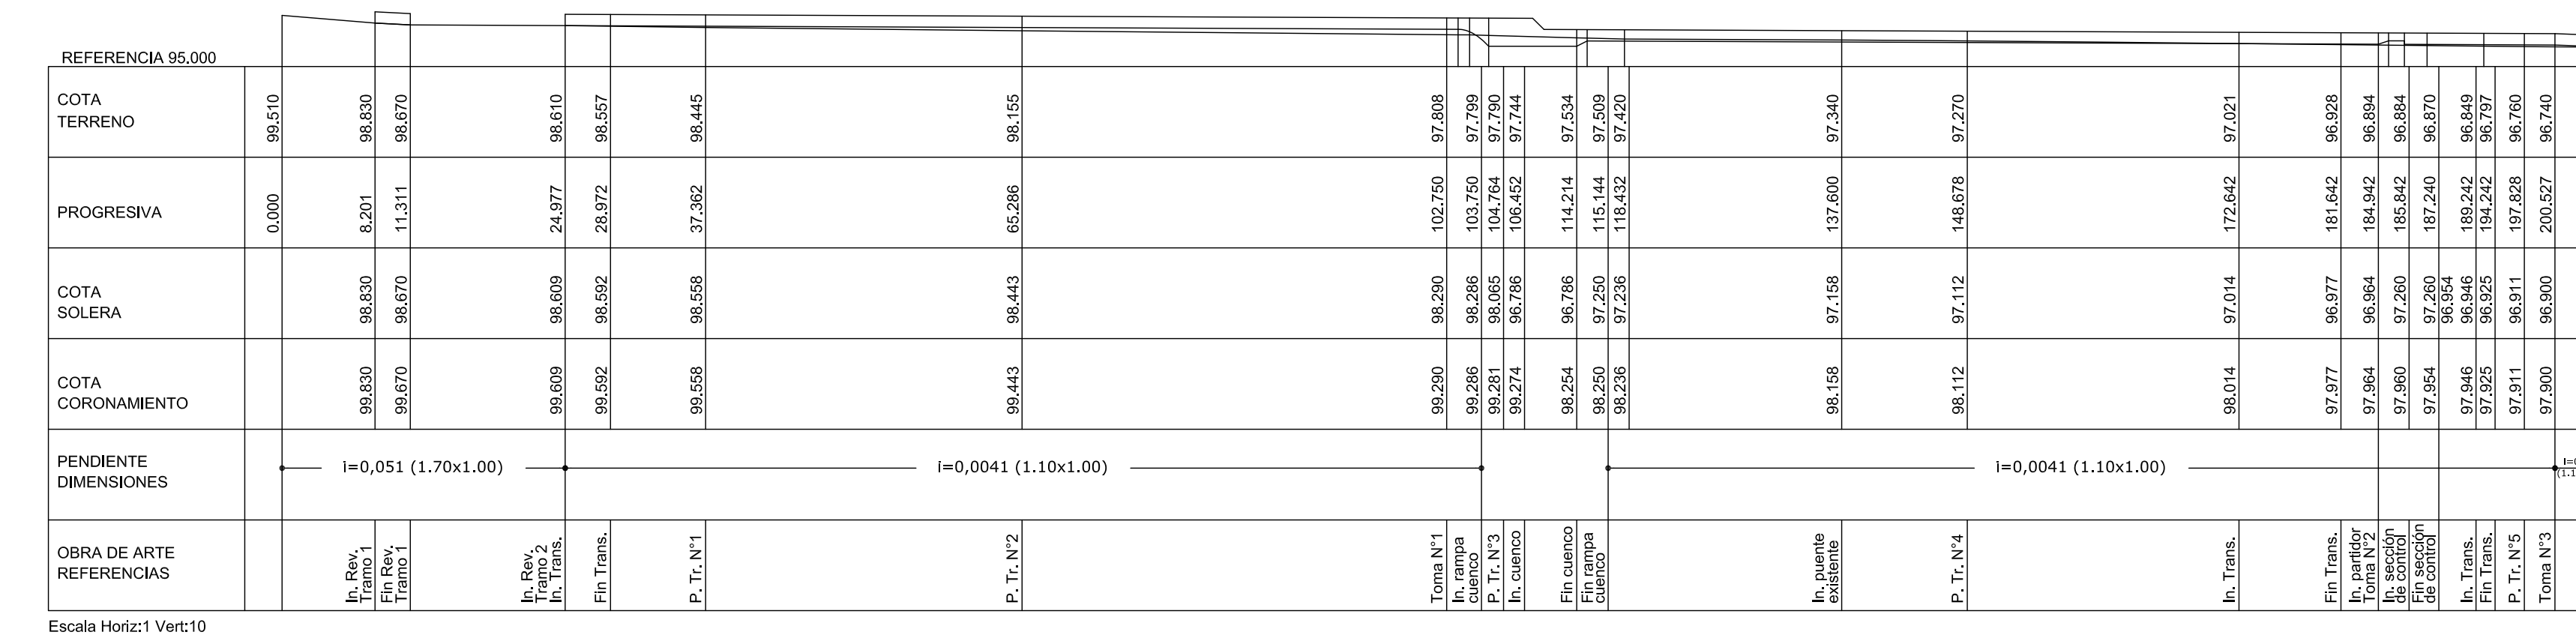 REFERENCIA 95.000
COTA
TERRENO
99.510
98.830
98.670
98.610
98.557
98.445
98.155
97.808
97.799
97.790
97.744
97.534
97.509
97.420
97.340
97.270
97.021
96.928
96.894
96.884
96.870
96.849
96.797
96.760
96.740
PROGRESIVA
0.000
8.201
11.311
24.977
28.972
37.362
65.286
102.750
103.750
104.764
106.452
114.214
115.144
118.432
137.600
148.678
172.642
181.642
184.942
185.842
187.240
189.242
194.242
197.828
200.527
COTA
SOLERA
98.830
98.670
98.609
98.592
98.558
98.443
98.290
98.286
98.065
96.786
96.786
97.250
97.236
97.158
97.112
97.014
96.977
96.964
97.260
97.260
96.954
96.946
96.925
96.911
96.900
COTA
CORONAMIENTO
99.830
99.670
99.609
99.592
99.558
99.443
99.290
99.286
99.281
99.274
98.254
98.250
98.236
98.158
98.112
98.014
97.977
97.964
97.960
97.954
97.946
97.925
97.911
97.900
PENDIENTE
DIMENSIONES
i=0,051 (1.70x1.00)
i=0,0041 (1.10x1.00)
i=0,0041 (1.10x1.00)
OBRA DE ARTE
REFERENCIAS
In. Rev.
Tramo 1
Fin Rev.
Tramo 1
In. Rev.
Tramo 2
In. Trans.
Fin Trans.
P. Tr. N°1
P. Tr. N°2
Toma N°1
In. rampa
cuenco
P. Tr. N°3
In. cuenco
Fin cuenco
Fin rampa
cuenco
In. puente
existente
P. Tr. N°4
In. Trans.
Fin Trans.
In. partidor
Toma N°2
In. sección
de control
Fin sección
de control
In. Trans.
Fin Trans.
P. Tr. N°5
Toma N°3
Escala Horiz:1 Vert:10